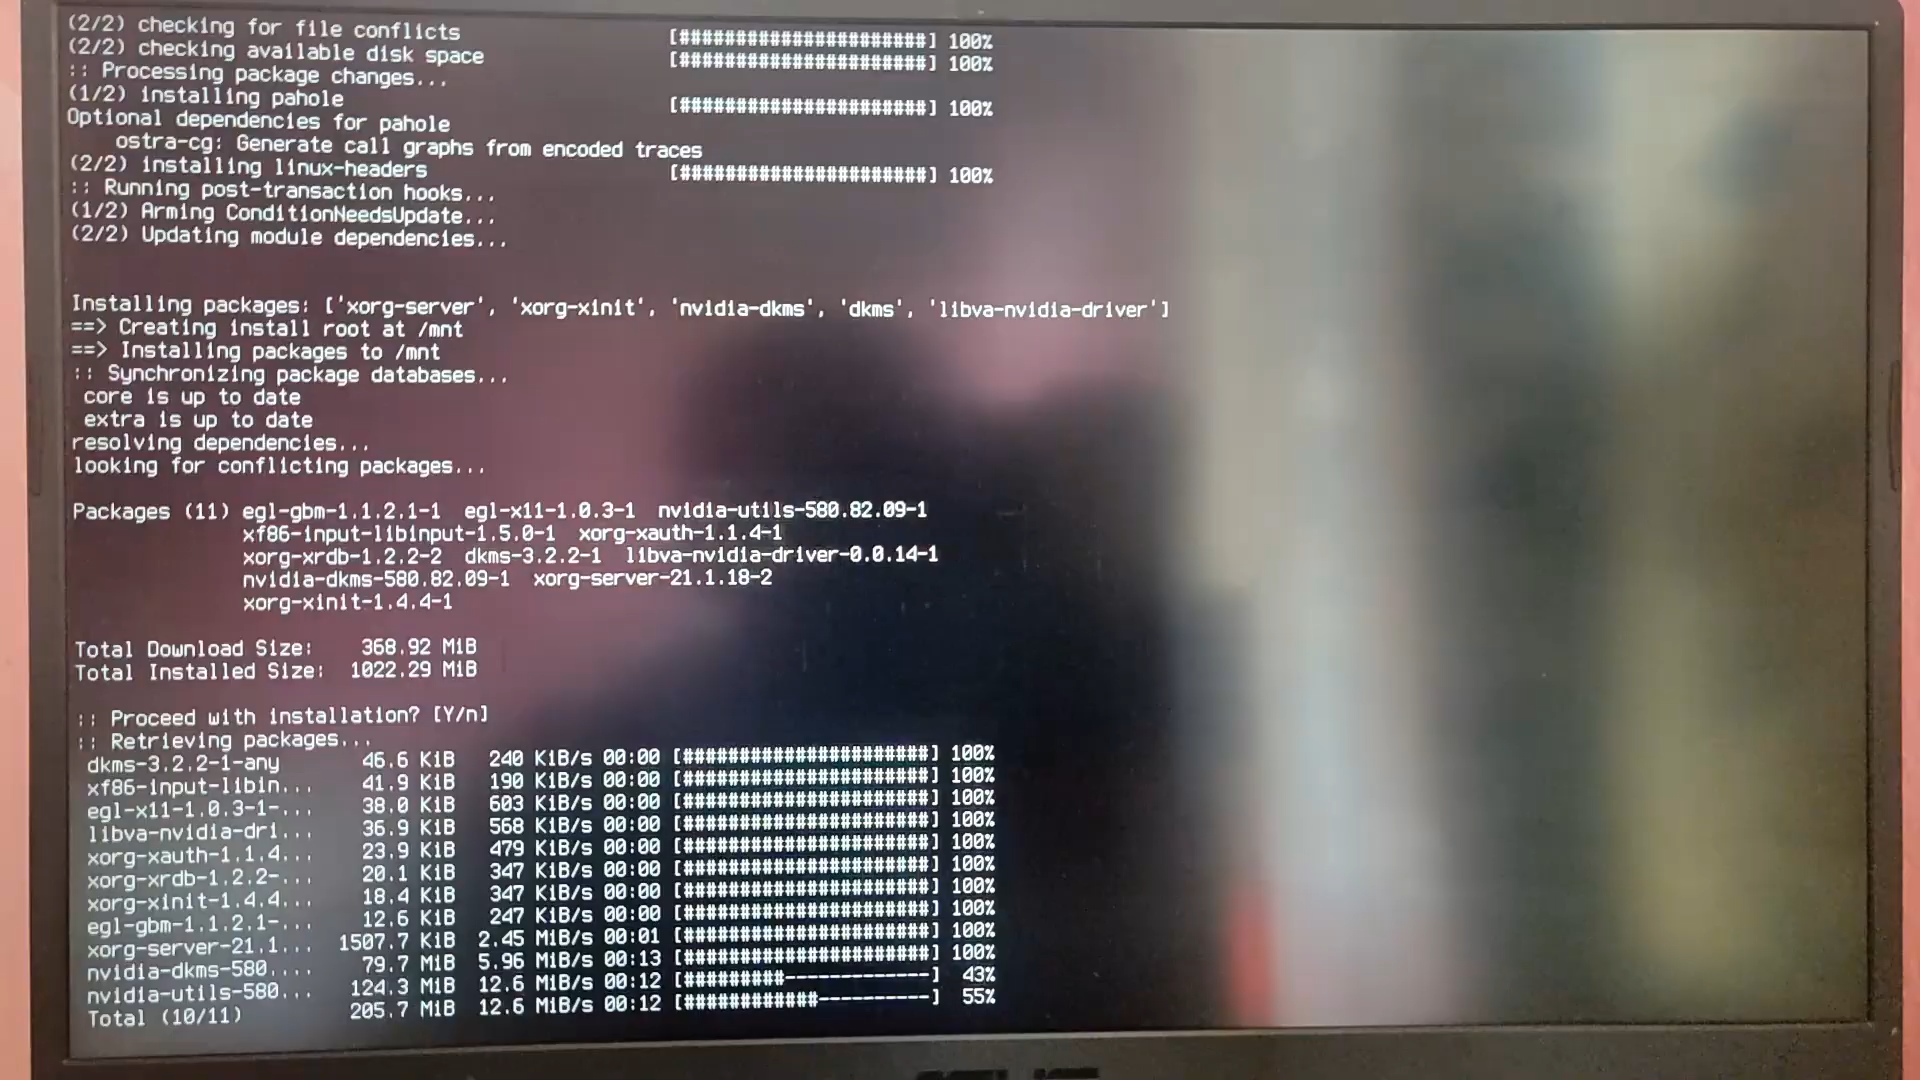 (2/2) checking for file conflicts [######################] 100%
(2/2) checking available disk space [######################] 100%
:: Processing package changes...
(1/2) installing pahole [######################] 100%
Optional dependencies for pahole
ostra-cg: Generate call graphs from encoded traces
(2/2) installing linux-headers [######################] 100%
:: Running post-transaction hooks...
(1/2) Arming ConditionNeedsUpdate...
(2/2) Updating module dependencies...
Installing packages: ['xorg-server', 'xorg-xinit', 'nvidia-dkms', 'dkms', 'libva-nvidia-driver']
==> Creating install root at /mnt
==> Installing packages to /mnt
:: Synchronizing package databases...
core is up to date
extra is up to date
resolving dependencies...
looking for conflicting packages...
Packages (11) egl-gbm-1.1.2.1-1 egl-x11-1.0.3-1 nvidia-utils-580.82.09-1
xf86-input-libinput-1.5.0-1 xorg-xauth-1.1.4-1
xorg-xrdb-1.2.2-2 dkms-3.2.2-1 libva-nvidia-driver-0.0.14-1
nvidia-dkms-580.82.09-1 xorg-server-21.1.18-2
xorg-xinit-1.4.4-1
Total Download Size: 368.92 MiB
Total Installed Size: 1022.29 MiB
:: Proceed with installation? [Y/n]
:: Retrieving packages...
dkms-3.2.2-1-any 46.6 KiB 240 KiB/s 00:00 [######################] 100%
xf86-input-libin... 41.9 KiB 190 KiB/s 00:00 [######################] 100%
egl-x11-1.0.3-1-... 38.0 KiB 603 KiB/s 00:00 [######################] 100%
libva-nvidia-dri... 36.9 KiB 568 KiB/s 00:00 [######################] 100%
xorg-xauth-1.1.4... 23.9 KiB 479 KiB/s 00:00 [######################] 100%
xorg-xrdb-1.2.2-... 20.1 KiB 347 KiB/s 00:00 [######################] 100%
xorg-xinit-1.4.4... 18.4 KiB 347 KiB/s 00:00 [######################] 100%
egl-gbm-1.1.2.1-... 12.6 KiB 247 KiB/s 00:00 [######################] 100%
xorg-server-21.1... 1507.7 KiB 2.45 MiB/s 00:01 [######################] 100%
nvidia-dkms-580.... 79.7 MiB 5.96 MiB/s 00:13 [######################] 100%
nvidia-utils-580... 124.3 MiB 12.6 MiB/s 00:12 [#########-------------] 43%
Total (10/11) 205.7 MiB 12.6 MiB/s 00:12 [############----------] 55%